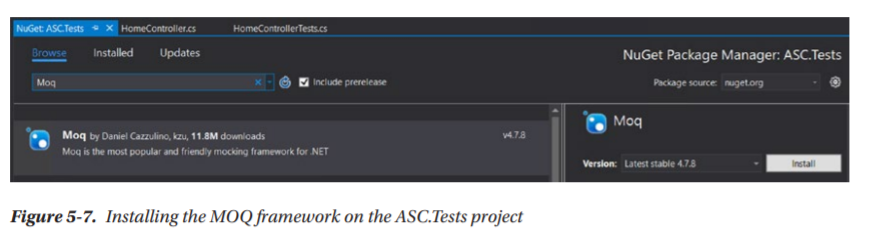 NuGet: ASC.Tests HomeController.cs HomeControllerTests.cs
Browse Installed Updates
NuGet Package Manager: ASC.Tests
Moq
Include prerelease
Package source: nuget.org
Moq by Daniel Cazzulino, kzu, 11.8M downloads
v4.7.8
Moq is the most popular and friendly mocking framework for .NET
Moq
Version: Latest stable 4.7.8
Install
Figure 5-7. Installing the MOQ framework on the ASC.Tests project